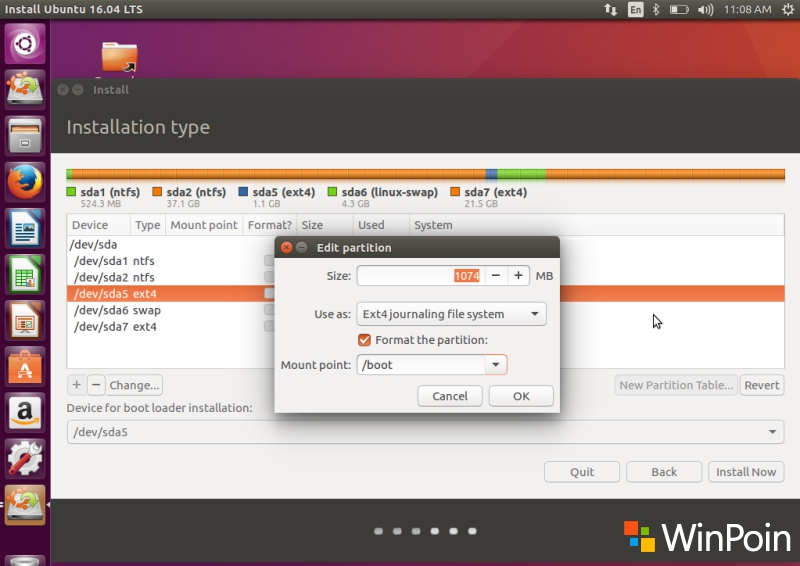 Install Ubuntu 16.04 LTS
En
11:08 AM
Install
Installation type
sda1 (ntfs) sda2 (ntfs) sda5 (ext4) sda6 (linux-swap) sda7 (ext4)
524.3 MB 37.1 GB 1.1 GB 4.3 GB 21.5 GB
Device Type Mount point Format? Size Used System
/dev/sda
/dev/sda1 ntfs
/dev/sda2 ntfs
/dev/sda5 ext4
/dev/sda6 swap
/dev/sda7 ext4
Edit partition
Size: 1074 − + MB
Use as: Ext4 journaling file system
Format the partition:
Mount point: /boot
Cancel OK
+ − Change... New Partition Table... Revert
Device for boot loader installation:
/dev/sda5
Quit Back Install Now
WinPoin